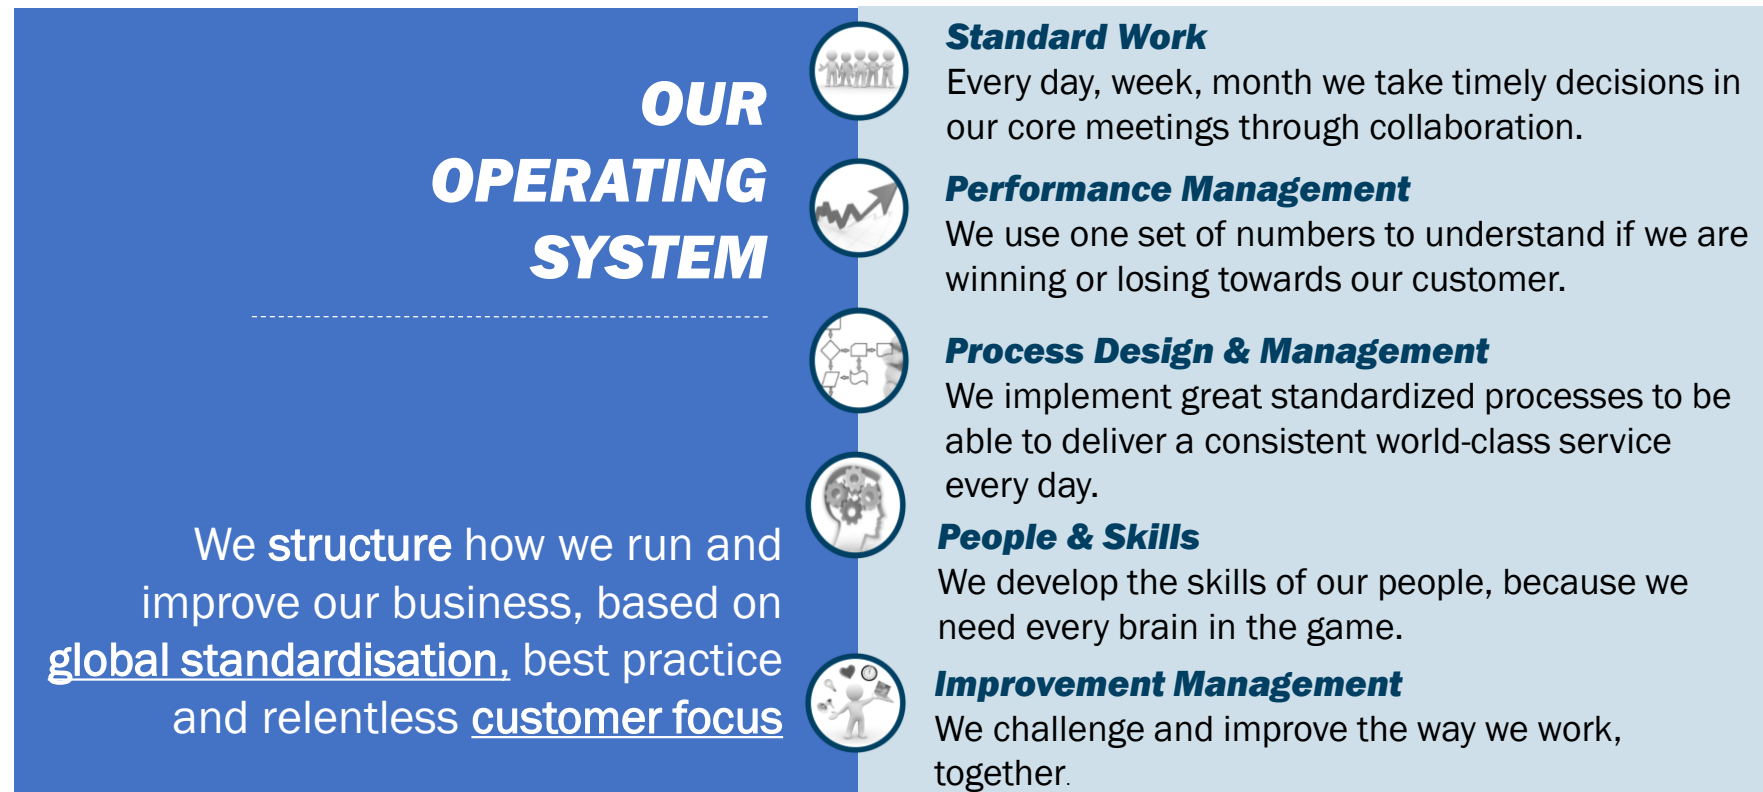 OUR
OPERATING
SYSTEM
We structure how we run and
improve our business, based on
global standardisation, best practice
and relentless customer focus
Standard Work
Every day, week, month we take timely decisions in
our core meetings through collaboration.
Performance Management
We use one set of numbers to understand if we are
winning or losing towards our customer.
Process Design & Management
We implement great standardized processes to be
able to deliver a consistent world-class service
every day.
People & Skills
We develop the skills of our people, because we
need every brain in the game.
Improvement Management
We challenge and improve the way we work,
together.